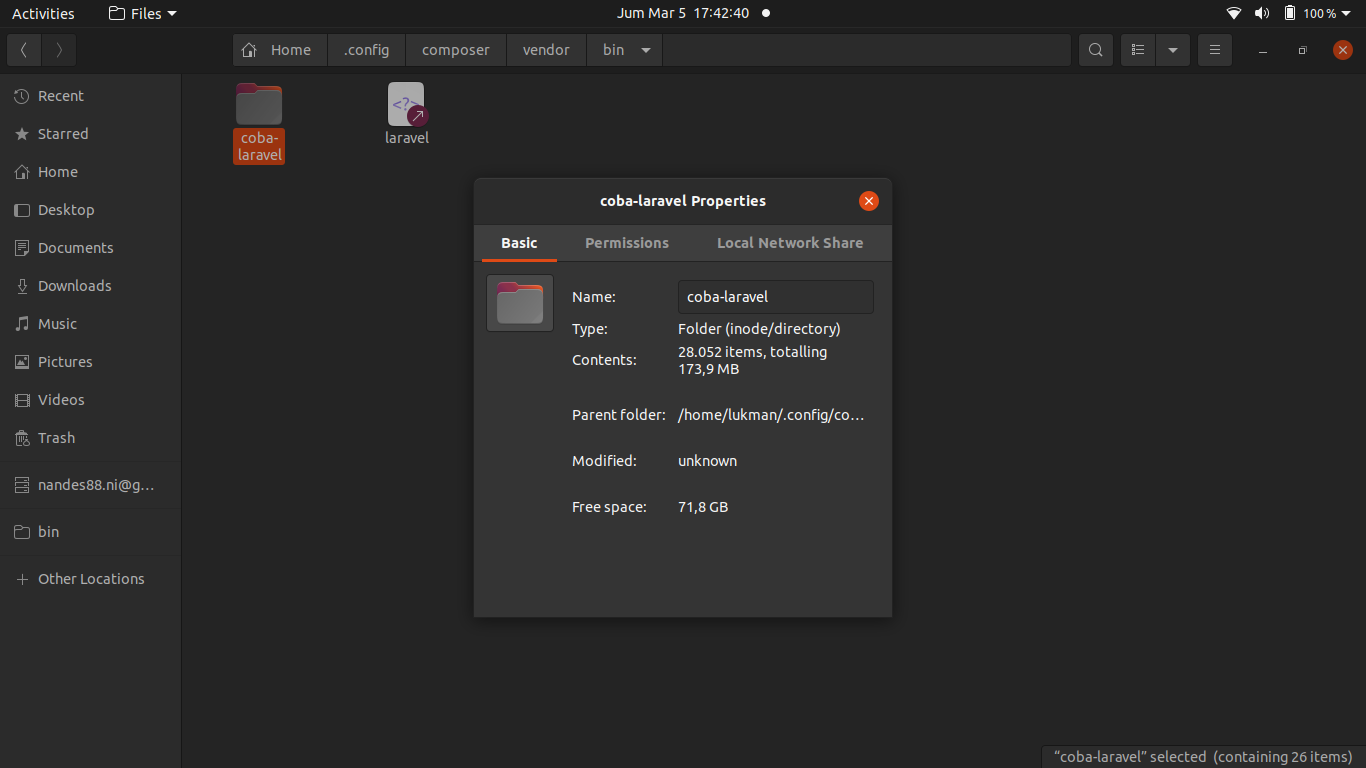 Activities
Files
Jum Mar 5 17:42:40
100 %
Home
.config
composer
vendor
bin
Recent
Starred
Home
Desktop
Documents
Downloads
Music
Pictures
Videos
Trash
nandes88.ni@g…
bin
Other Locations
coba-
laravel
<?>
laravel
coba-laravel Properties
Basic
Permissions
Local Network Share
Name:
coba-laravel
Type:
Folder (inode/directory)
Contents:
28.052 items, totalling
173,9 MB
Parent folder:
/home/lukman/.config/co…
Modified:
unknown
Free space:
71,8 GB
“coba-laravel” selected (containing 26 items)